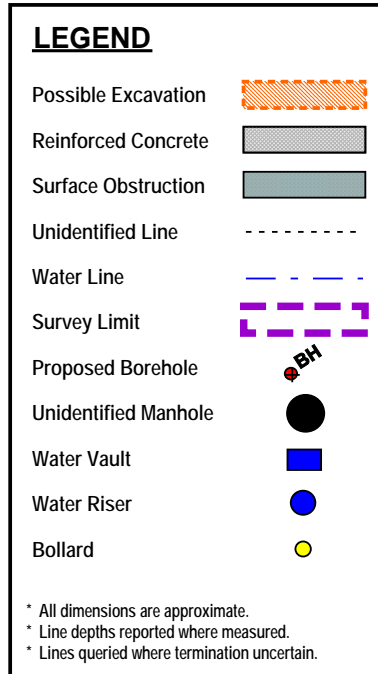 LEGEND
Possible Excavation
Reinforced Concrete
Surface Obstruction
Unidentified Line
Water Line
Survey Limit
Proposed Borehole BH
Unidentified Manhole
Water Vault
Water Riser
Bollard
* All dimensions are approximate.
* Line depths reported where measured.
* Lines queried where termination uncertain.